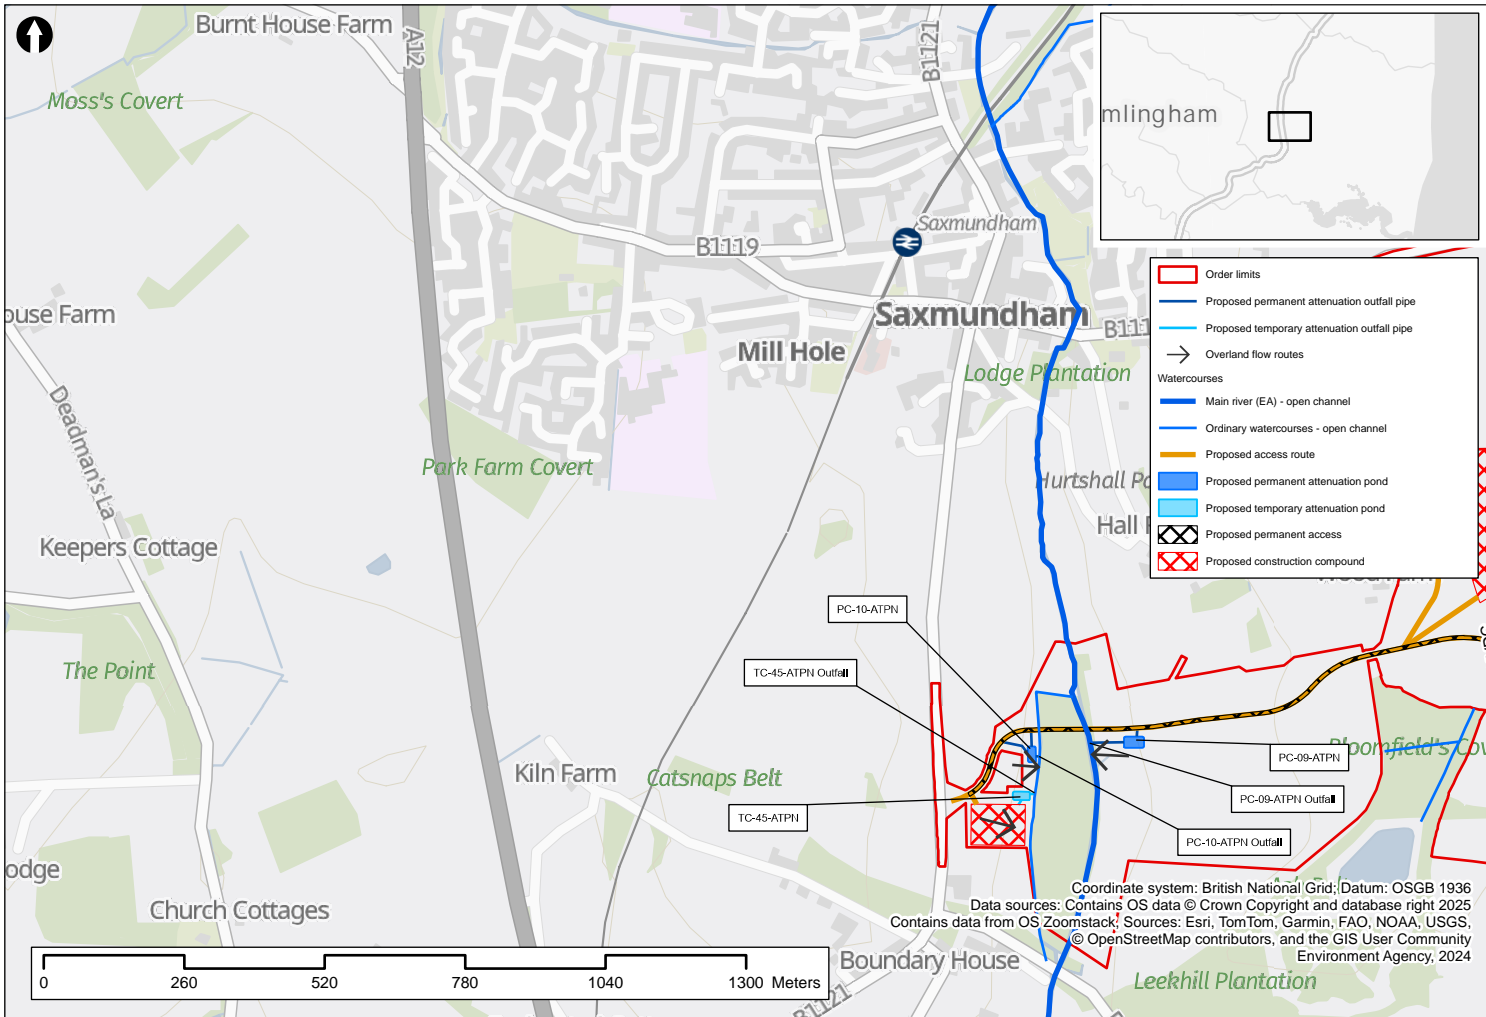 Burnt House Farm
A12
B1121
Moss's Covert
mlingham
Saxmundham
B1119
Saxmundham
B111
ouse Farm
Mill Hole
Lodge Plantation
Deadman's La
Park Farm Covert
Hurtshall Pa
Hall
Keepers Cottage
The Point
Kiln Farm
Catsnaps Belt
Bloomfield's Cov
odge
Church Cottages
Boundary House
B1121
Leekhill Plantation
Order limits
Proposed permanent attenuation outfall pipe
Proposed temporary attenuation outfall pipe
Overland flow routes
Watercourses
Main river (EA) - open channel
Ordinary watercourses - open channel
Proposed access route
Proposed permanent attenuation pond
Proposed temporary attenuation pond
Proposed permanent access
Proposed construction compound
PC-10-ATPN
TC-45-ATPN Outfall
TC-45-ATPN
PC-09-ATPN
PC-09-ATPN Outfall
PC-10-ATPN Outfall
Coordinate system: British National Grid; Datum: OSGB 1936
Data sources: Contains OS data © Crown Copyright and database right 2025
Contains data from OS Zoomstack, Sources: Esri, TomTom, Garmin, FAO, NOAA, USGS,
© OpenStreetMap contributors, and the GIS User Community
Environment Agency, 2024
0 260 520 780 1040 1300 Meters